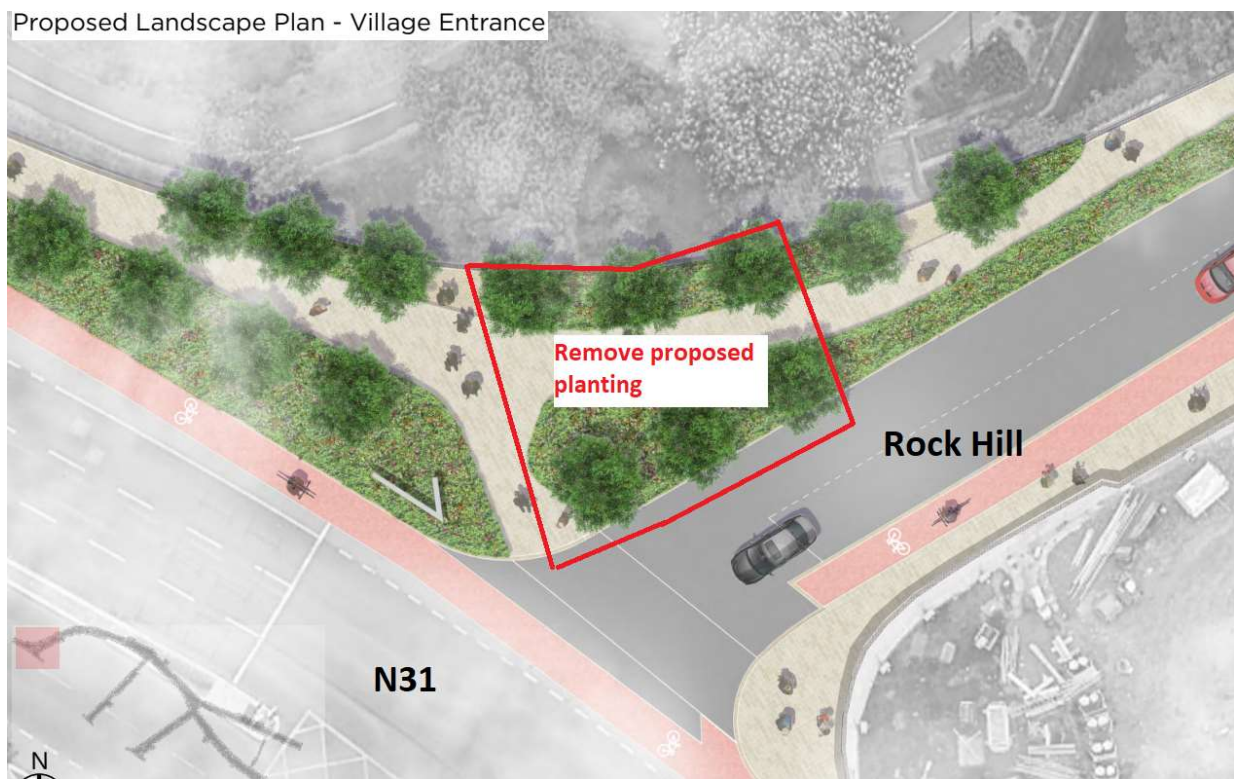 Proposed Landscape Plan - Village Entrance
Remove proposed
planting
Rock Hill
N31
N